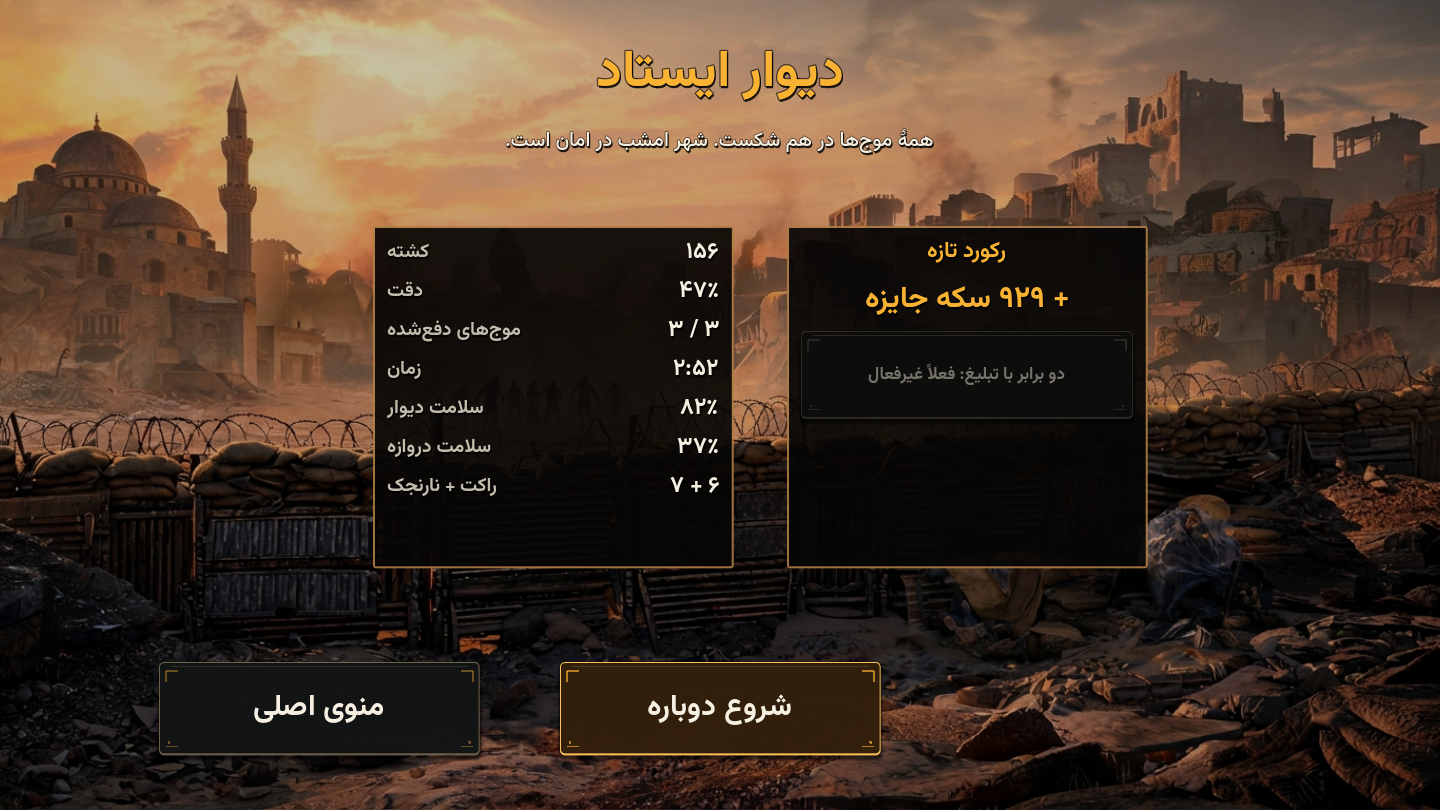 دیوار ایستاد
همهٔ موج‌ها در هم شکست. شهر امشب در امان است.
رکورد تازه
+ ۹۲۹ سکه جایزه
دو برابر با تبلیغ: فعلاً غیرفعال
کشته ۱۵۶
دقت ۴۷٪
موج‌های دفع‌شده ۳ / ۳
زمان ۲:۵۲
سلامت دیوار ۸۲٪
سلامت دروازه ۳۷٪
راکت + نارنجک ۷ + ۶
شروع دوباره
منوی اصلی